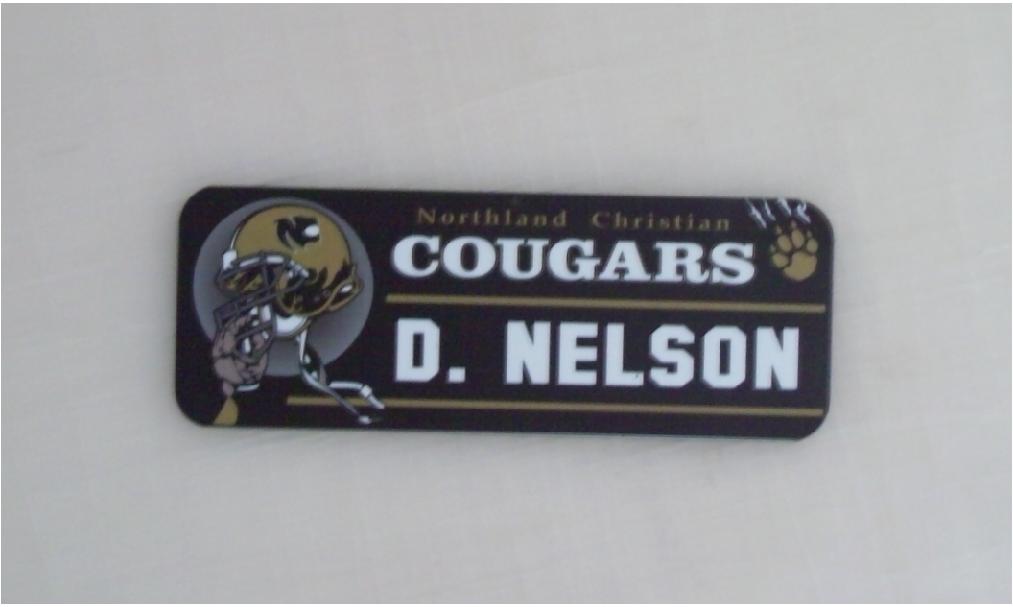 Northland Christian
COUGARS
D. NELSON